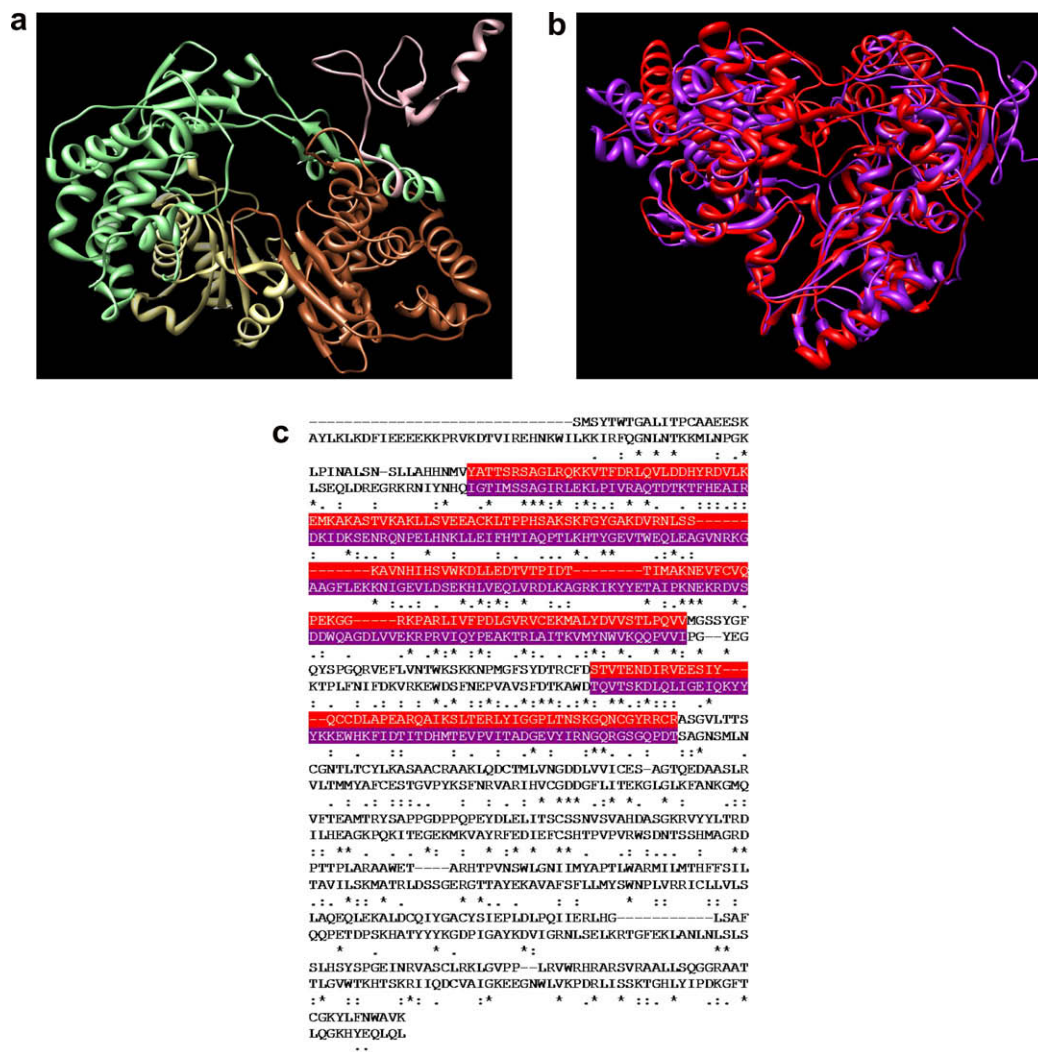 a
b
c
---------------------------SMSYTWTGALITPCAAEESK
AYLKLKDFIEEEEKKPRVKDTVIREHNKWILKKIRFQGNLNTKKMLNPGK
. : * * : . *
LPINALSN-SLLAHHNMVYATTSRSAGLRQKKVTFDRLQVLDDHYRDVLK
LSEQLDREGRKRNIYNHQIGTIMSSAGIRLEKLPIVRAQTDTKTFHEAIR
EMKAKASTVKAKLLSVEEACKLTPPHSAKSKFGYGAKDVRNLSS------
DKIDKSENRQNPELHNKLLEIFHTIAQPTLKHTYGEVTWEQLEAGVNRKG
-------KAVNHIHSVWKDLLEDTVTPIDT--------TIMAKNEVFCVQ
AAGFLEKKNIGEVLDSEKHLVEQLVRDLKAGRKIKYYETAIPKNEKRDVS
PEKGG-----RKPARLIVFPDLGVRVCEKMALYDVVSTLPQVVMGSSYGF
DDWQAGDLVVEKRPRVIQYPEAKTRLAITKVMYNWVKQQPVVIPG--YEG
QYSPGQRVEFLVNTWKSKKNPMGFSYDTRCFDSTVTENDIRVEESIY---
KTPLFNIFDKVRKEWDSFNEPVAVSFDTKAWDTQVTSKDLQLIGEIQKYY
--QCCDLAPEARQAIKSLTERLYIGGPLTNSKGQNCGYRRCRASGVLTTS
YKKEWHKFIDTITDHMTEVPVITADGEVYIRNGQRGSGQPDTSAGNSMLN
CGNTLTCYLKASAACRAAKLQDCTMLVNGDDLVVICES-AGTQEDAASLR
VLTMMYAFCESTGVPYKSFNRVARIHVCGDDGFLITEKGLGLKFANKGMQ
VFTEAMTRYSAPPGDPPQPEYDLELITSCSSNVSVAHDASGKRVYYLTRD
ILHEAGKPQKITEGEKMKVAYRFEDIEFCSHTPVPVRWSDNTSSHMAGRD
PTTPLARAAWET----ARHTPVNSWLGNIIMYAPTLWARMILMTHFFSIL
TAVILSKMATRLDSSGERGTTAYEKAVAFSFLLMYSWNPLVRRICLLVLS
LAQEQLEKALDCQIYGACYSIEPLDLPQIIERLHG-----------LSAF
QQPETDPSKHATYYYKGDPIGAYKDVIGRNLSELKRTGFEKLANLNLSLS
SLHSYSPGEINRVASCLRKLGVPP--LRVWRHRARSVRAALLSQGGRAAT
TLGVWTKHTSKRIIQDCVAIGKEEGNWLVKPDRLISSKTGHLYIPDKGFT
CGKYLFNWAVK
LQGKHYEQLQL